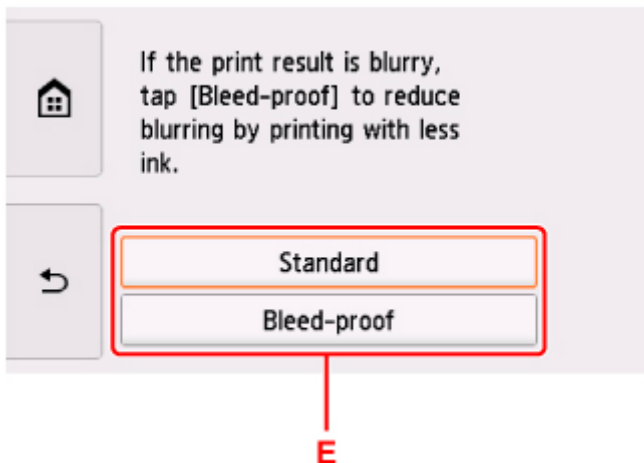 If the print result is blurry,
tap [Bleed-proof] to reduce
blurring by printing with less
ink.
Standard
Bleed-proof
E